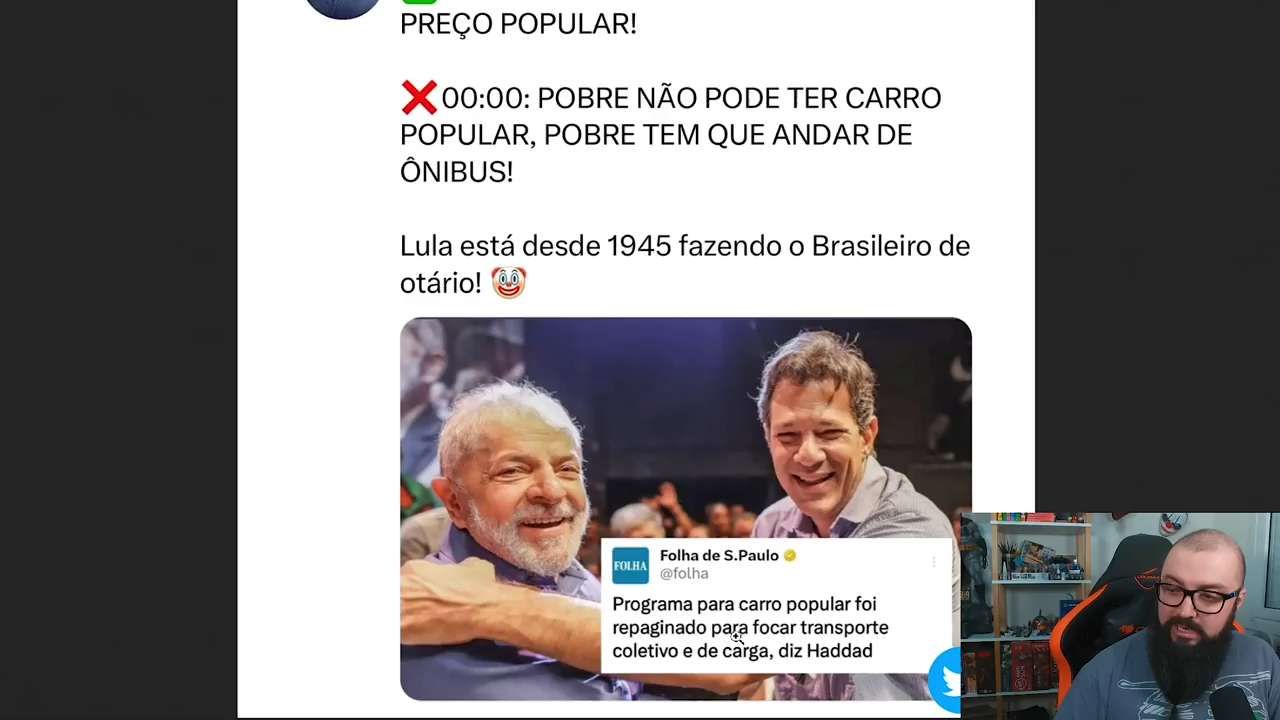 PREÇO POPULAR!
❌00:00: POBRE NÃO PODE TER CARRO
POPULAR, POBRE TEM QUE ANDAR DE
ÔNIBUS!
Lula está desde 1945 fazendo o Brasileiro de
otário! 🤡
FOLHA
Folha de S.Paulo
@folha
Programa para carro popular foi
repaginado para focar transporte
coletivo e de carga, diz Haddad